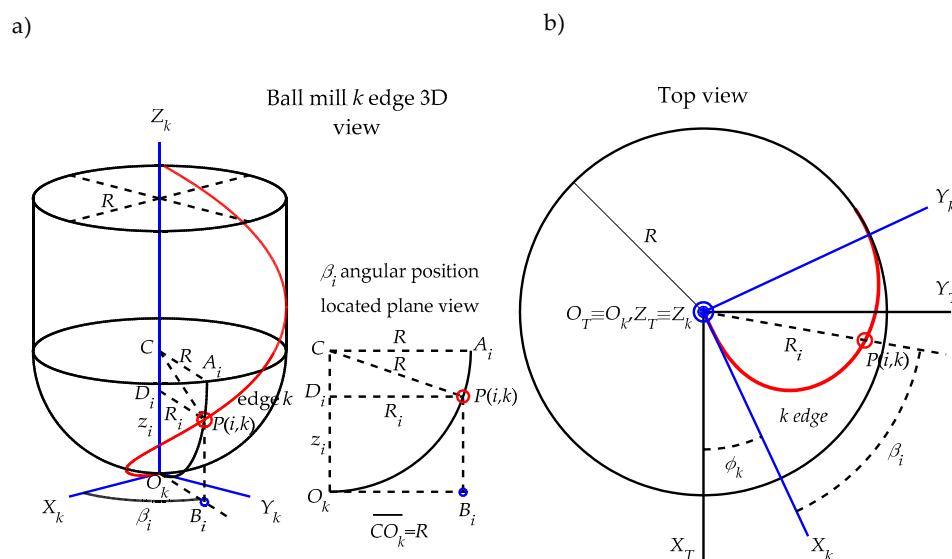 a)
b)
Ball mill k edge 3D
view
Top view
Z_k
R
β_i angular position
located plane view
C
R
A_i
D_i
R_i
edge k
z_i
P(i,k)
O_k
X_k
β_i
B_i
Y_k
R
C
R
A_i
D_i
R_i
P(i,k)
z_i
O_k
B_i
C̅O̅_k=R
R
Y_k
O_T≡O_k, Z_T≡Z_k
R_i
P(i,k)
k edge
ϕ_k
β_i
X_T
X_k